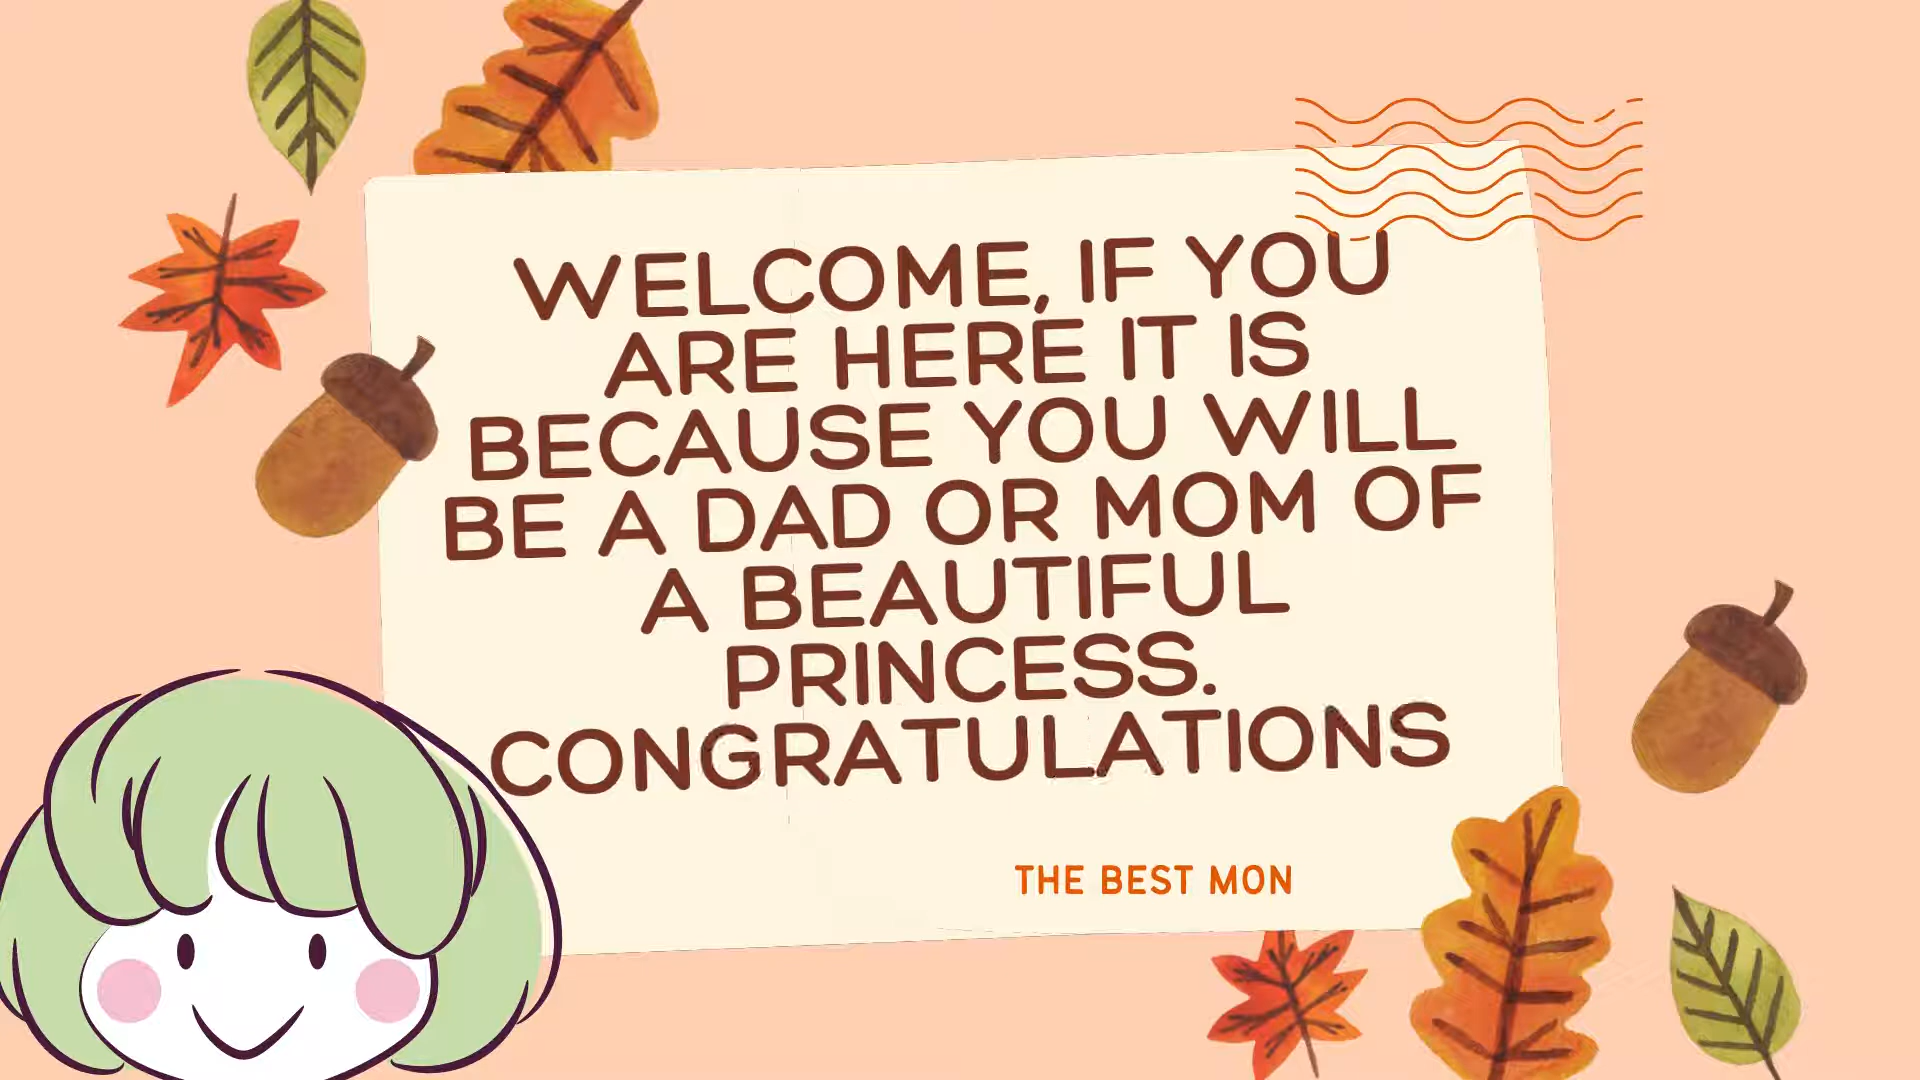 WELCOME, IF YOU
ARE HERE IT IS
BECAUSE YOU WILL
BE A DAD OR MOM OF
A BEAUTIFUL
PRINCESS.
CONGRATULATIONS
THE BEST MON